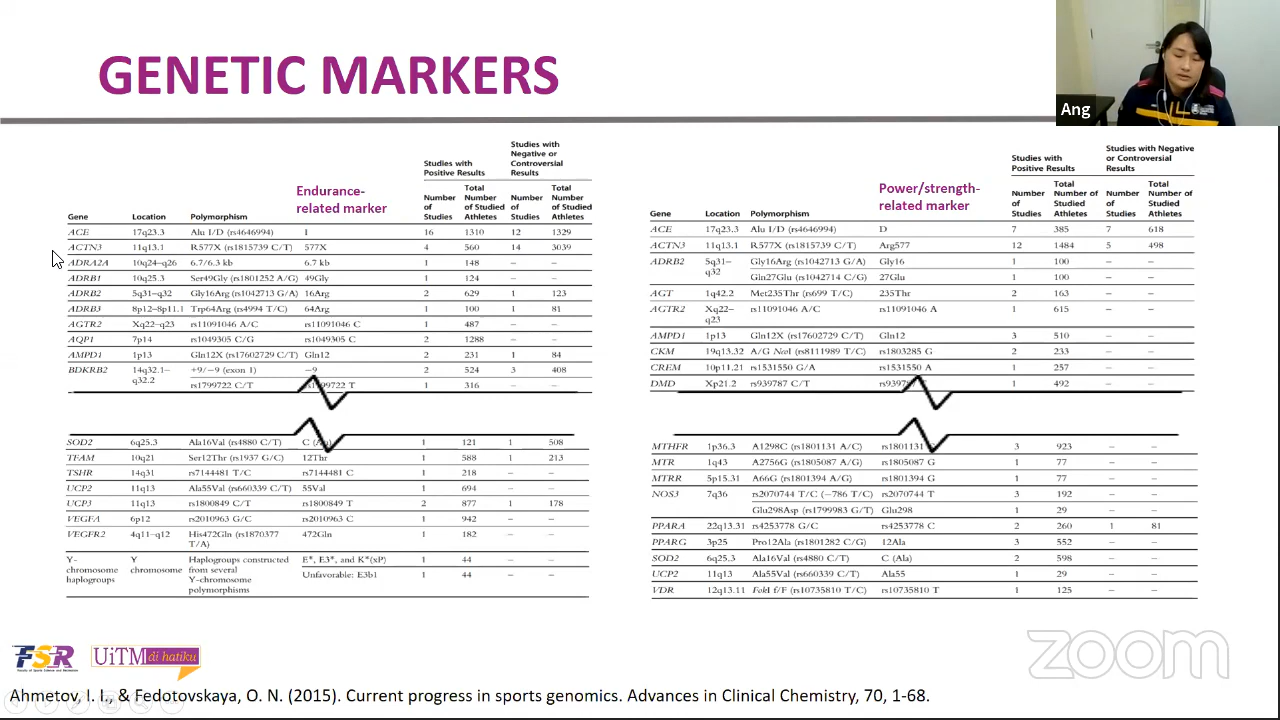 GENETIC MARKERS
Ang
Endurance-
related marker
Studies with
Positive Results
Studies with
Negative or
Controversial
Results
Gene Location Polymorphism Number of Studies Total Number of Studied Athletes Number of Studies Total Number of Studied Athletes
ACE 17q23.3 Alu I/D (rs4646994) I 16 1310 12 1329
ACTN3 11q13.1 R577X (rs1815739 C/T) 577X 4 560 14 3039
ADRA2A 10q24–q26 6.7/6.3 kb 6.7 kb 1 148 – –
ADRB1 10q25.3 Ser49Gly (rs1801252 A/G) 49Gly 1 124 – –
ADRB2 5q31–q32 Gly16Arg (rs1042713 G/A) 16Arg 2 629 1 123
ADRB3 8p12–8p11.1 Trp64Arg (rs4994 T/C) 64Arg 1 100 1 81
AGTR2 Xq22–q23 rs11091046 A/C rs11091046 C 1 487 – –
AQP1 7p14 rs1049305 C/G rs1049305 C 2 1288 – –
AMPD1 1p13 Gln12X (rs17602729 C/T) Gln12 2 231 1 84
BDKRB2 14q32.1– +9/−9 (exon 1) −9 2 524 3 408
q32.2 rs1799722 C/T rs1799722 T 1 316 – –
SOD2 6q25.3 Ala16Val (rs4880 C/T) C 1 121 1 508
TFAM 10q21 Ser12Thr (rs1937 G/C) 12Thr 1 588 1 213
TSHR 14q31 rs7144481 T/C rs7144481 C 1 218 – –
UCP2 11q13 Ala55Val (rs660339 C/T) 55Val 1 694 – –
UCP3 11q13 rs1800849 C/T rs1800849 T 2 877 1 178
VEGFA 6p12 rs2010963 G/C rs2010963 C 1 942 – –
VEGFR2 4q11–q12 His472Gln (rs1870377 472Gln 1 182 – –
T/A)
Y- Y Haplogroups constructed E*, E3*, and K*(xP) 1 44 – –
chromosome chromosome from several
haplogroups Y-chromosome Unfavorable: E3b1 1 44 – –
polymorphisms
Power/strength-
related marker
Studies with
Positive Results
Studies with Negative
or Controversial
Results
Gene Location Polymorphism Number of Studies Total Number of Studied Athletes Number of Studies Total Number of Studied Athletes
ACE 17q23.3 Alu I/D (rs4646994) D 7 385 7 618
ACTN3 11q13.1 R577X (rs1815739 C/T) Arg577 12 1484 5 498
ADRB2 5q31– Gly16Arg (rs1042713 G/A) Gly16 1 100 – –
q32 Gln27Glu (rs1042714 C/G) 27Glu 1 100 – –
AGT 1q42.2 Met235Thr (rs699 T/C) 235Thr 2 163 – –
AGTR2 Xq22– rs11091046 A/C rs11091046 A 1 615 – –
q23
AMPD1 1p13 Gln12X (rs17602729 C/T) Gln12 3 510 – –
CKM 19q13.32 A/G NcoI (rs8111989 T/C) rs1803285 G 2 233 – –
CREM 10p11.21 rs1531550 G/A rs1531550 A 1 257 – –
DMD Xp21.2 rs939787 C/T 1 492 – –
MTHFR 1p36.3 A1298C (rs1801131 A/C) rs1801131 3 923 – –
MTR 1q43 A2756G (rs1805087 A/G) rs1805087 G 1 77 – –
MTRR 5p15.31 A66G (rs1801394 A/G) rs1801394 G 1 77 – –
NOS3 7q36 rs2070744 T/C (−786 T/C) rs2070744 T 3 192 – –
Glu298Asp (rs1799983 G/T) Glu298 1 29 – –
PPARA 22q13.31 rs4253778 G/C rs4253778 C 2 260 1 81
PPARG 3p25 Pro12Ala (rs1801282 C/G) 12Ala 3 552 – –
SOD2 6q25.3 Ala16Val (rs4880 C/T) C (Ala) 2 598 – –
UCP2 11q13 Ala55Val (rs660339 C/T) Ala55 1 29 – –
VDR 12q13.11 FokI f/F (rs10735810 T/C) rs10735810 T 1 125 – –
FSR
UiTM di hatiku
zoom
Ahmetov, I. I., & Fedotovskaya, O. N. (2015). Current progress in sports genomics. Advances in Clinical Chemistry, 70, 1-68.